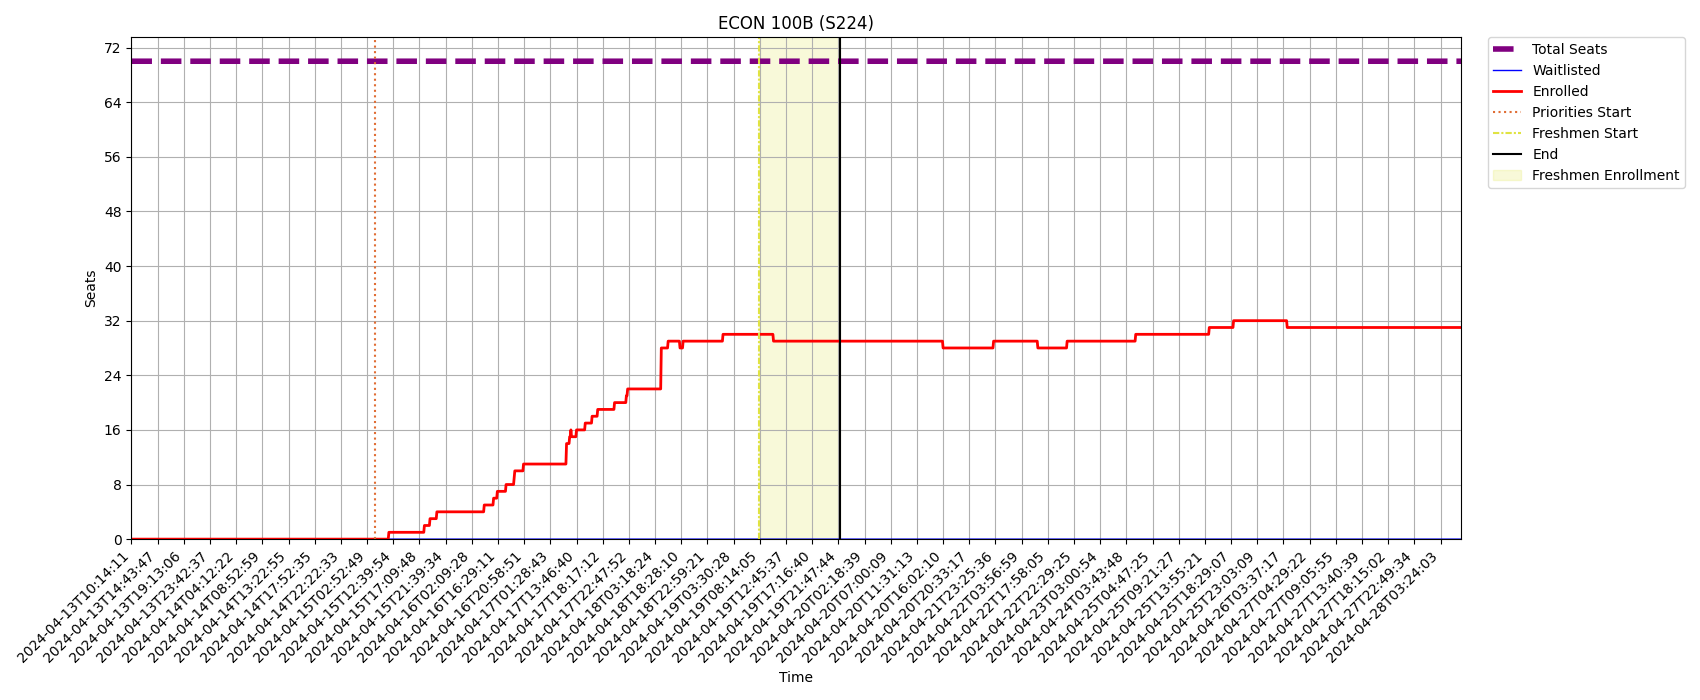 ECON 100B (S224)
72
64
56
48
40
32
24
16
8
0
Seats
2024-04-13T10:14:11
2024-04-13T14:43:47
2024-04-13T19:13:06
2024-04-13T23:42:37
2024-04-14T04:12:22
2024-04-14T08:52:59
2024-04-14T13:22:55
2024-04-14T17:52:35
2024-04-14T22:22:33
2024-04-15T02:52:49
2024-04-15T12:39:54
2024-04-15T17:09:48
2024-04-15T21:39:34
2024-04-16T02:09:28
2024-04-16T16:29:11
2024-04-16T20:58:51
2024-04-17T01:28:43
2024-04-17T13:46:40
2024-04-17T18:17:12
2024-04-17T22:47:52
2024-04-18T03:18:24
2024-04-18T18:28:10
2024-04-18T22:59:21
2024-04-19T03:30:28
2024-04-19T08:14:05
2024-04-19T12:45:37
2024-04-19T17:16:40
2024-04-19T21:47:44
2024-04-20T02:18:39
2024-04-20T07:00:09
2024-04-20T11:31:13
2024-04-20T16:02:10
2024-04-20T20:33:17
2024-04-21T23:25:36
2024-04-22T03:56:59
2024-04-22T17:58:05
2024-04-22T22:29:23
2024-04-23T03:00:54
2024-04-24T03:43:48
2024-04-25T04:47:25
2024-04-25T09:21:27
2024-04-25T13:55:21
2024-04-25T18:29:07
2024-04-25T23:03:09
2024-04-26T03:37:17
2024-04-27T04:29:22
2024-04-27T09:05:55
2024-04-27T13:40:39
2024-04-27T18:15:02
2024-04-27T22:49:34
2024-04-28T03:24:03
Time
Total Seats
Waitlisted
Enrolled
Priorities Start
Freshmen Start
End
Freshmen Enrollment